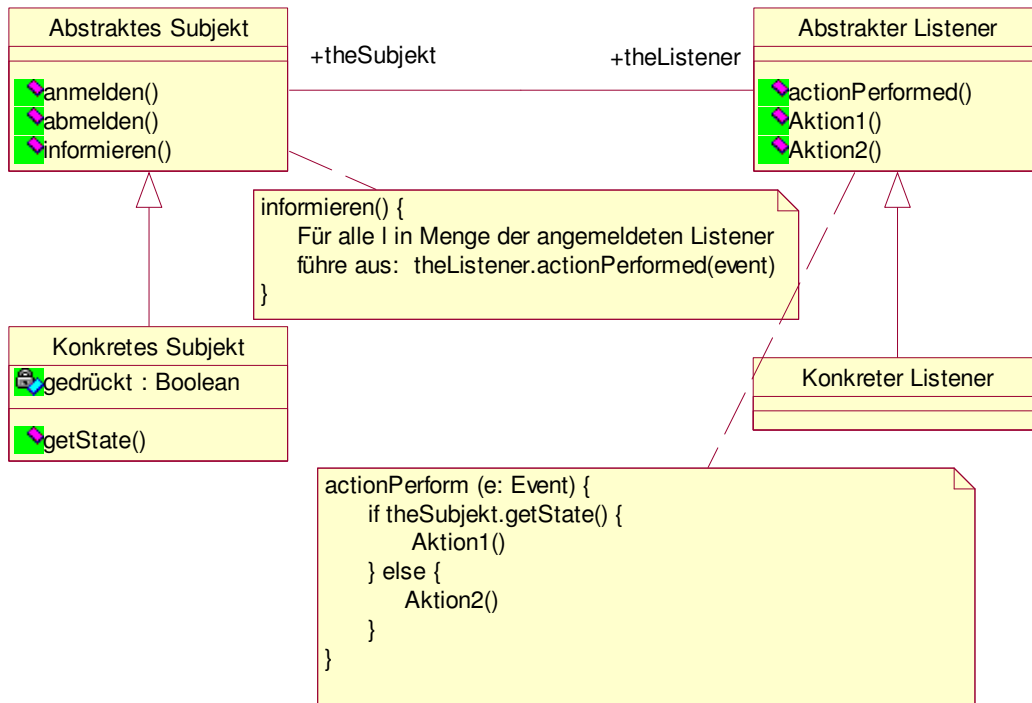 Abstraktes Subjekt
anmelden()
abmelden()
informieren()
+theSubjekt
+theListener
Abstrakter Listener
actionPerformed()
Aktion1()
Aktion2()
informieren() {
Für alle l in Menge der angemeldeten Listener
führe aus: theListener.actionPerformed(event)
}
Konkretes Subjekt
gedrückt : Boolean
getState()
Konkreter Listener
actionPerform (e: Event) {
if theSubjekt.getState() {
Aktion1()
} else {
Aktion2()
}
}